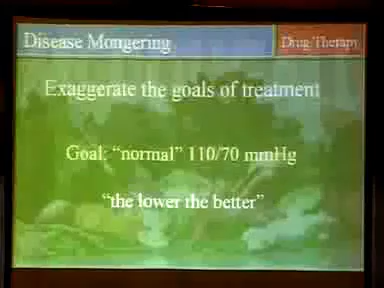 Disease Mongering
Drug Therapy
Exaggerate the goals of treatment
Goal: “normal” 110/70 mmHg
“the lower the better”